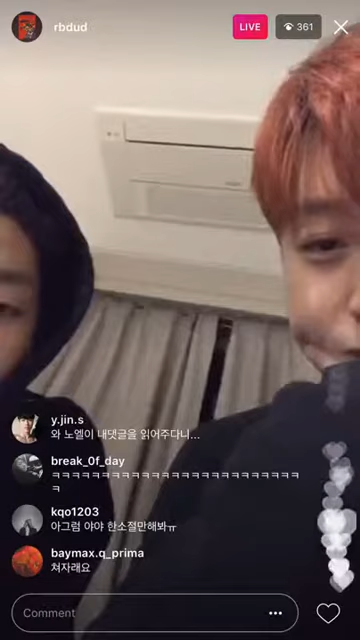 rbdud
LIVE
361
y.jin.s
와 노엘이 내댓글을 읽어주다니...
break_0f_day
ㅋㅋㅋㅋㅋㅋㅋㅋㅋㅋㅋㅋㅋㅋㅋㅋㅋㅋㅋ
ㅋ
kqo1203
아그럼 야야 한소절만해봐ㅠ
baymax.q_prima
쳐자래요
Comment